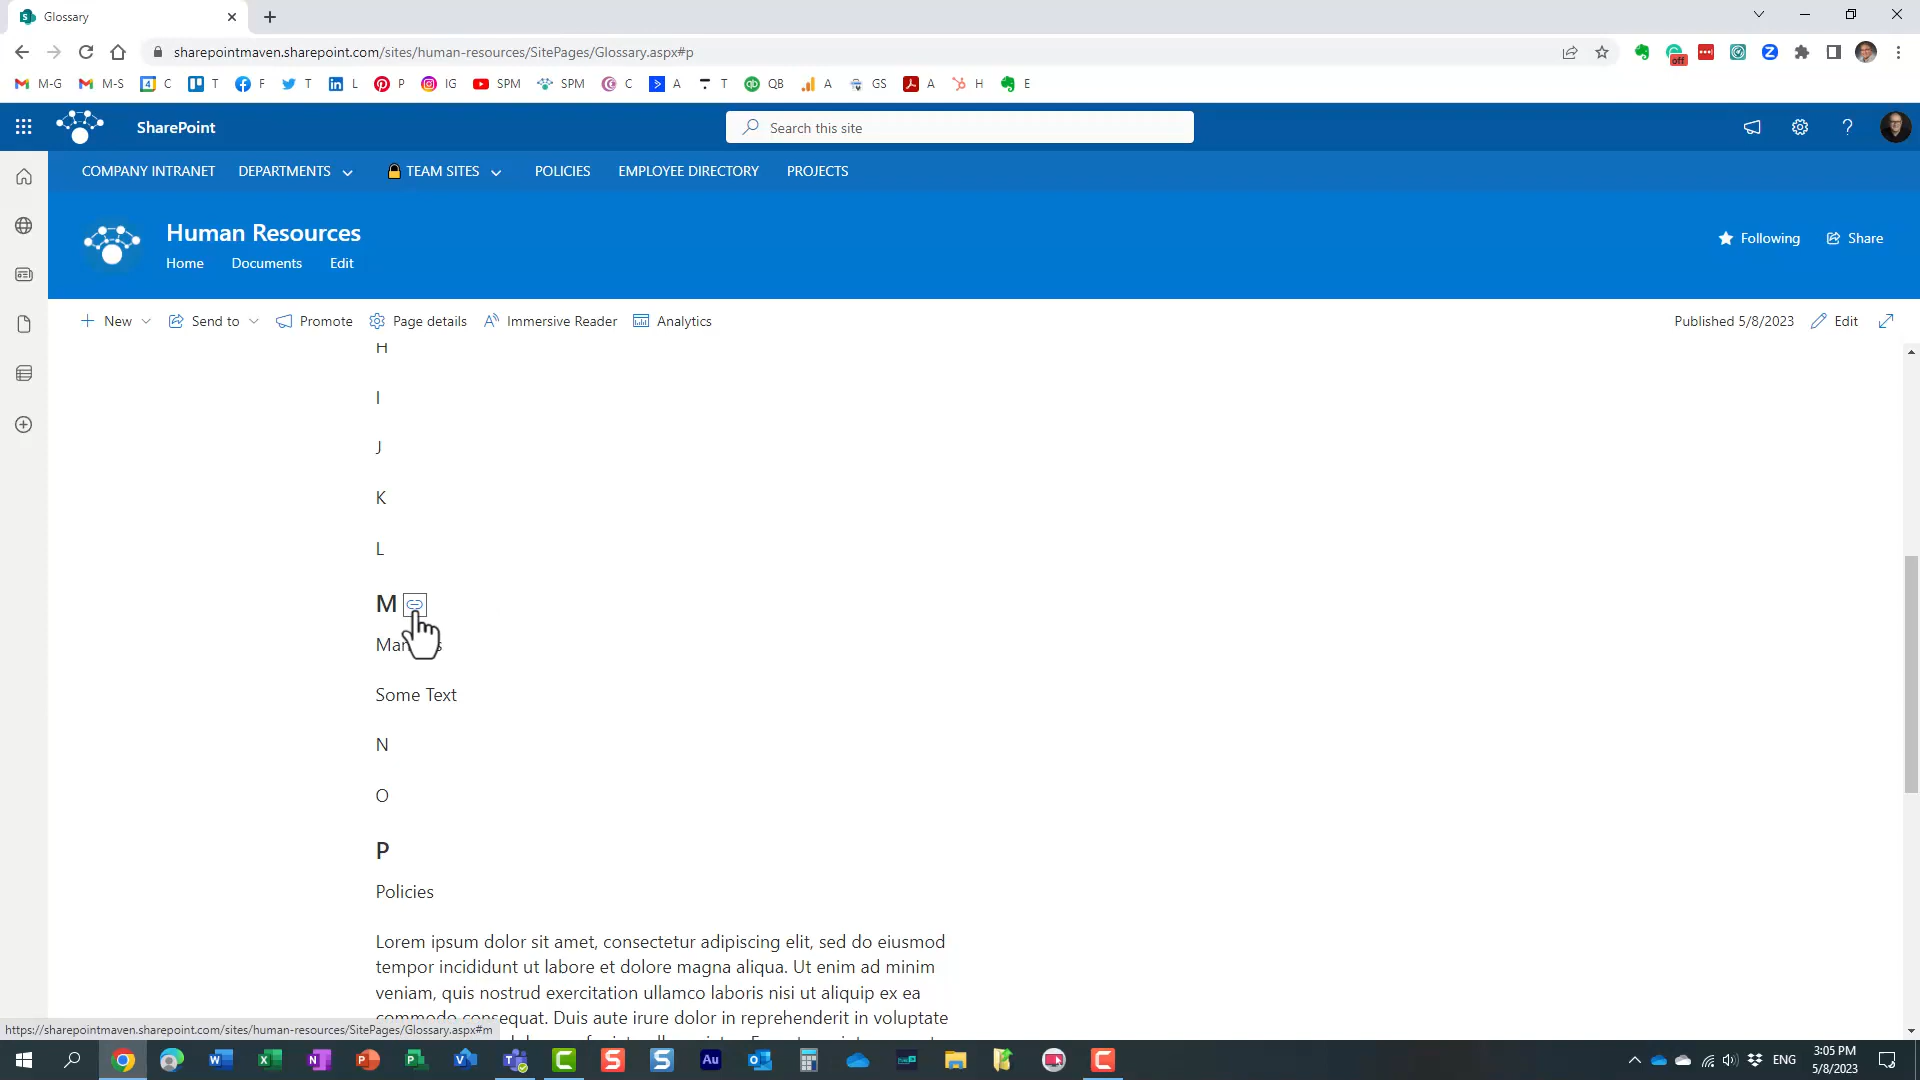 Glossary
sharepointmaven.sharepoint.com/sites/human-resources/SitePages/Glossary.aspx#p
off
M-G M-S C T F T L P IG SPM SPM C A T QB A GS A H E
SharePoint
Search this site
COMPANY INTRANET DEPARTMENTS TEAM SITES POLICIES EMPLOYEE DIRECTORY PROJECTS
Human Resources
Home Documents Edit
Following Share
New Send to Promote Page details Immersive Reader Analytics
Published 5/8/2023 Edit
H
I
J
K
L
M
Some Text
N
O
P
Policies
Lorem ipsum dolor sit amet, consectetur adipiscing elit, sed do eiusmod
tempor incididunt ut labore et dolore magna aliqua. Ut enim ad minim
veniam, quis nostrud exercitation ullamco laboris nisi ut aliquip ex ea
commodo consequat. Duis aute irure dolor in reprehenderit in voluptate
https://sharepointmaven.sharepoint.com/sites/human-resources/SitePages/Glossary.aspx#m
ENG
3:05 PM
5/8/2023